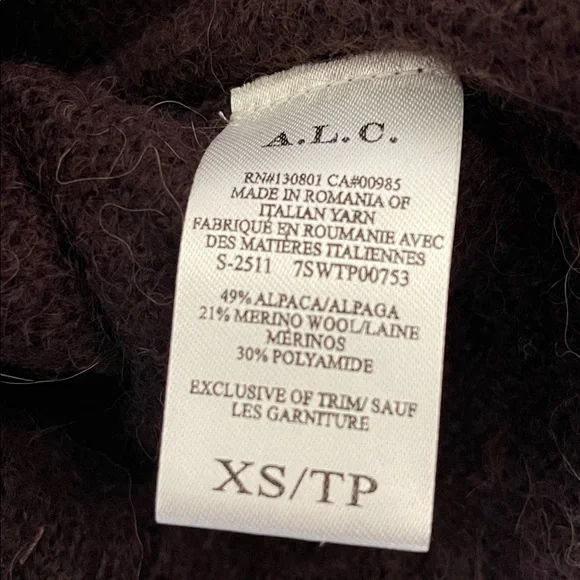 A.L.C.
RN#130801 CA#00985
MADE IN ROMANIA OF
ITALIAN YARN
FABRIQUÉ EN ROUMANIE AVEC
DES MATIÈRES ITALIENNES
S-2511 7SWTP00753
49% ALPACA/ALPAGA
21% MERINO WOOL/LAINE
MÉRINOS
30% POLYAMIDE
EXCLUSIVE OF TRIM/ SAUF
LES GARNITURE
XS/TP